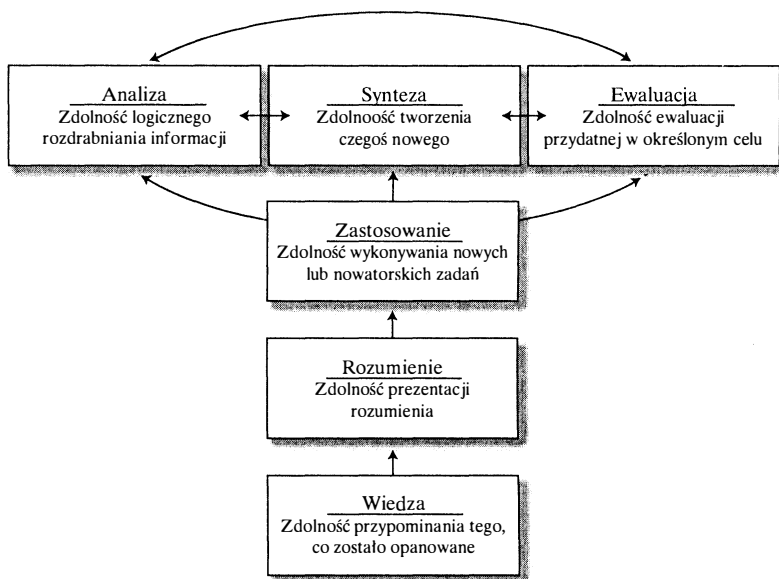 Analiza
Zdolność logicznego
rozdrabniania informacji
Synteza
Zdolnoość tworzenia
czegoś nowego
Ewaluacja
Zdolność ewaluacji
przydatnej w określonym celu
Zastosowanie
Zdolność wykonywania nowych
lub nowatorskich zadań
Rozumienie
Zdolność prezentacji
rozumienia
Wiedza
Zdolność przypominania tego,
co zostało opanowane